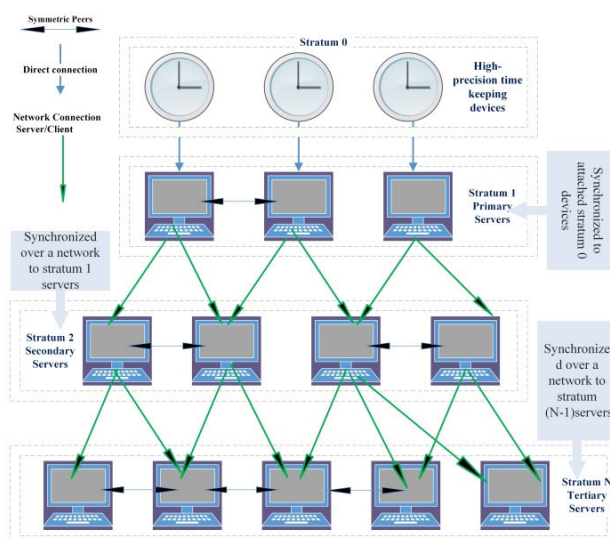 Symmetric Peers
Direct connection
Network Connection
Server/Client
Stratum 0
High-
precision time
keeping
devices
Stratum 1
Primary
Servers
Synchronized to
attached stratum 0
devices
Synchronized
over a network
to stratum 1
servers
Stratum 2
Secondary
Servers
Synchronize
d over a
network to
stratum
(N-1)servers
Stratum N
Tertiary
Servers